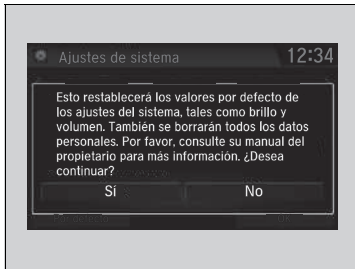 Ajustes de sistema
12:34
Esto restablecerá los valores por defecto de
los ajustes del sistema, tales como brillo y
volumen. También se borrarán todos los datos
personales. Por favor, consulte su manual del
propietario para más información. ¿Desea
continuar?
Sí
No